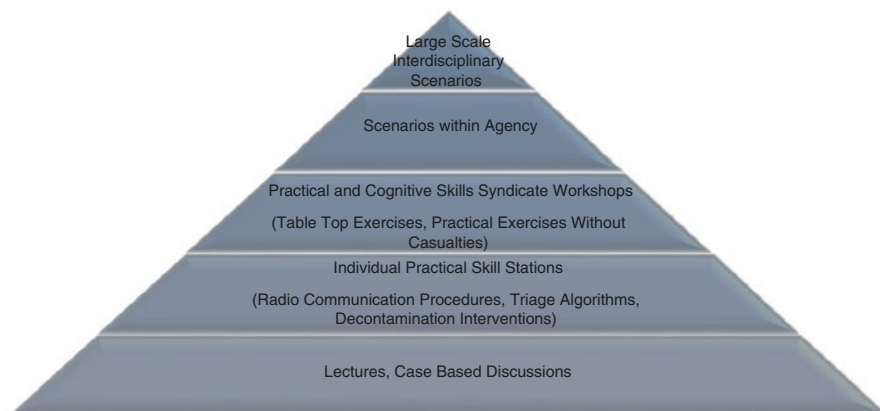 Large Scale
Interdisciplinary
Scenarios
Scenarios within Agency
Practical and Cognitive Skills Syndicate Workshops
(Table Top Exercises, Practical Exercises Without
Casualties)
Individual Practical Skill Stations
(Radio Communication Procedures, Triage Algorithms,
Decontamination Interventions)
Lectures, Case Based Discussions